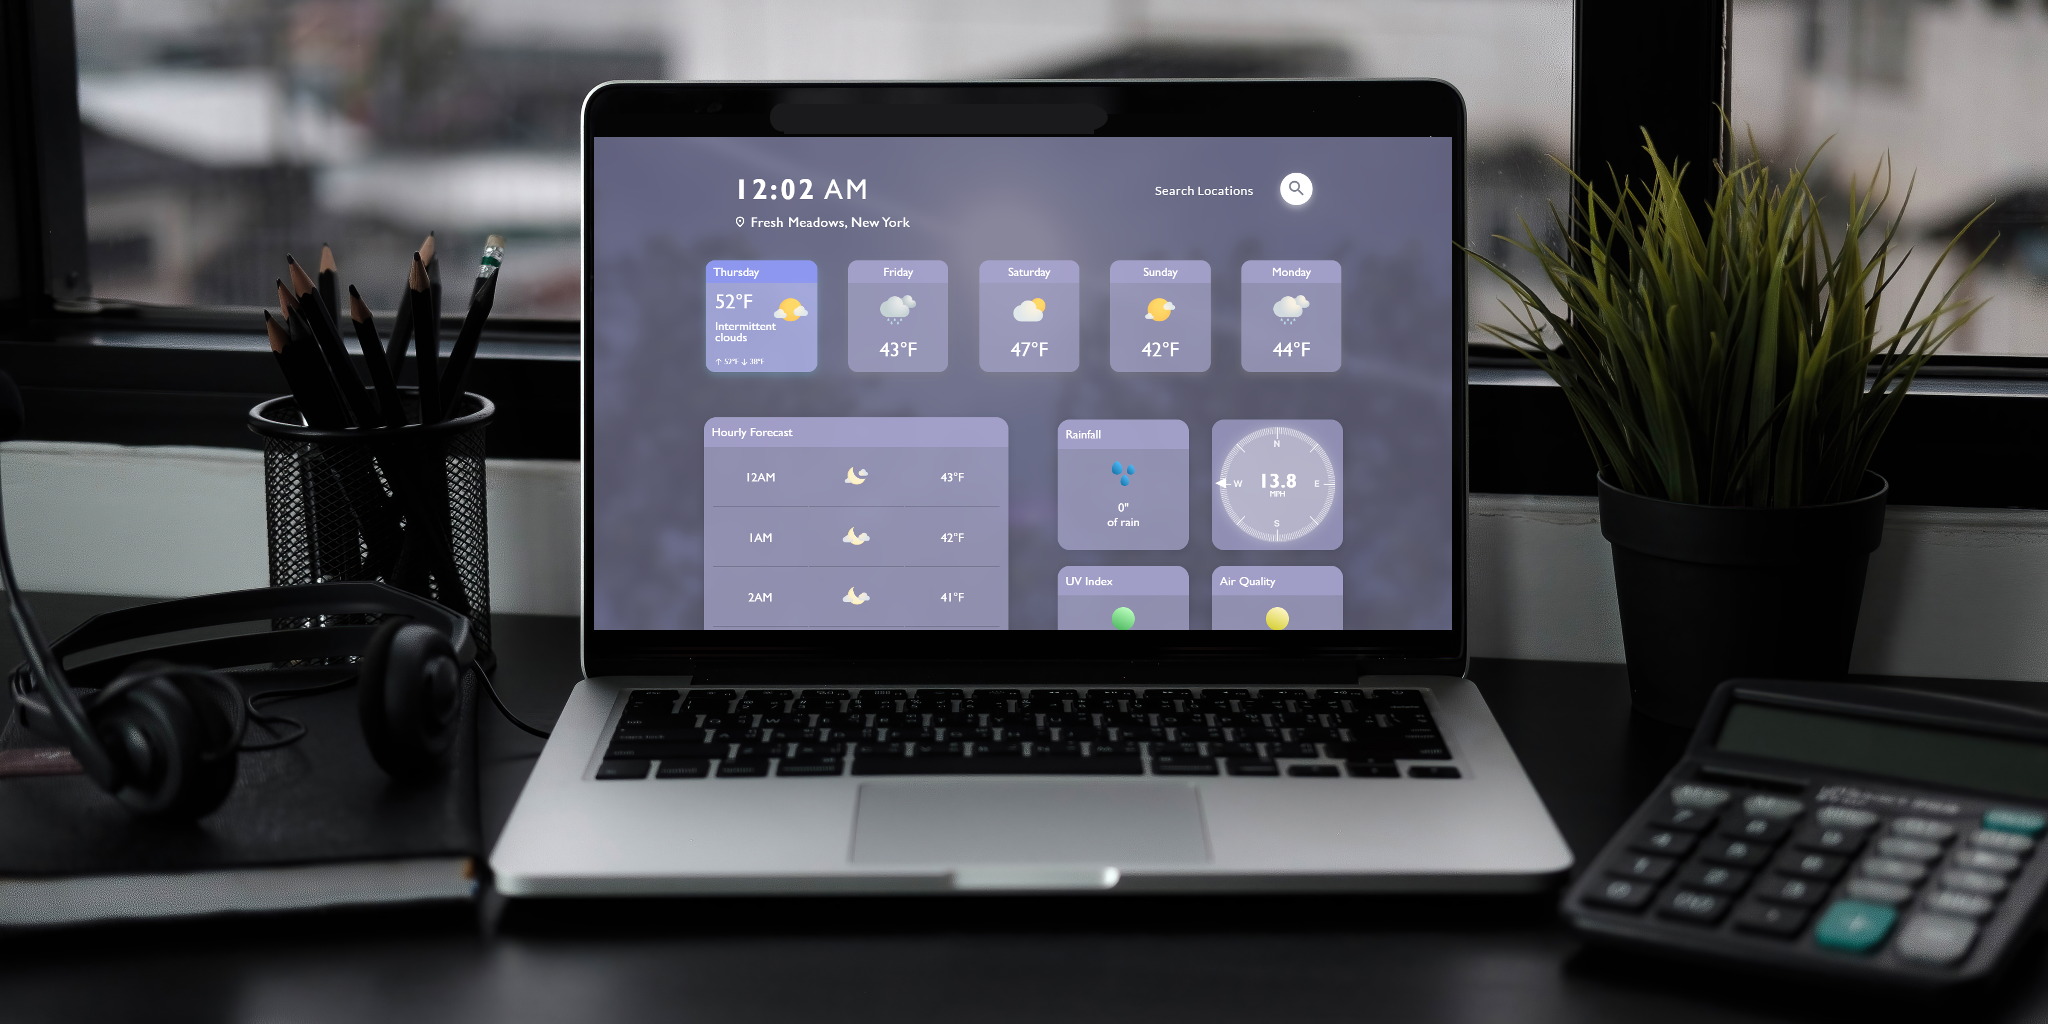 12:02 AM
Search Locations
Fresh Meadows, New York
Thursday
52°F
Intermittent
clouds
↑ 52°F ↓ 38°F
Friday
43°F
Saturday
47°F
Sunday
42°F
Monday
44°F
Hourly Forecast
12AM
43°F
1AM
42°F
2AM
41°F
Rainfall
0"
of rain
N
W
13.8
MPH
E
S
UV Index
Air Quality